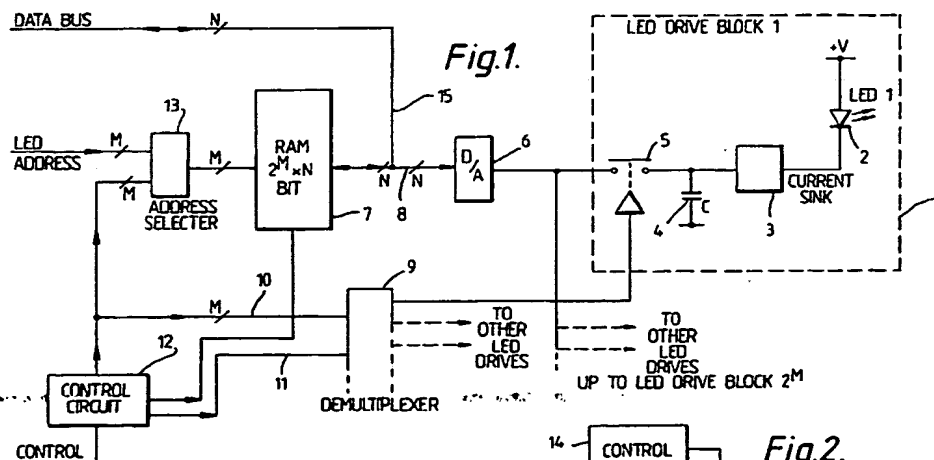 DATA BUS
N
Fig.1.
LED DRIVE BLOCK 1
+V
LED 1
2
13
15
LED
ADDRESS
M
M
M
ADDRESS
SELECTER
RAM
2^M×N
BIT
7
N
N
8
D/A
6
5
C
4
3
CURRENT
SINK
9
M
10
11
12
CONTROL
CIRCUIT
CONTROL
TO
OTHER
LED
DRIVES
DEMULTIPLEXER
TO
OTHER
LED
DRIVES
UP TO LED DRIVE BLOCK 2^M
14
CONTROL
Fig.2.